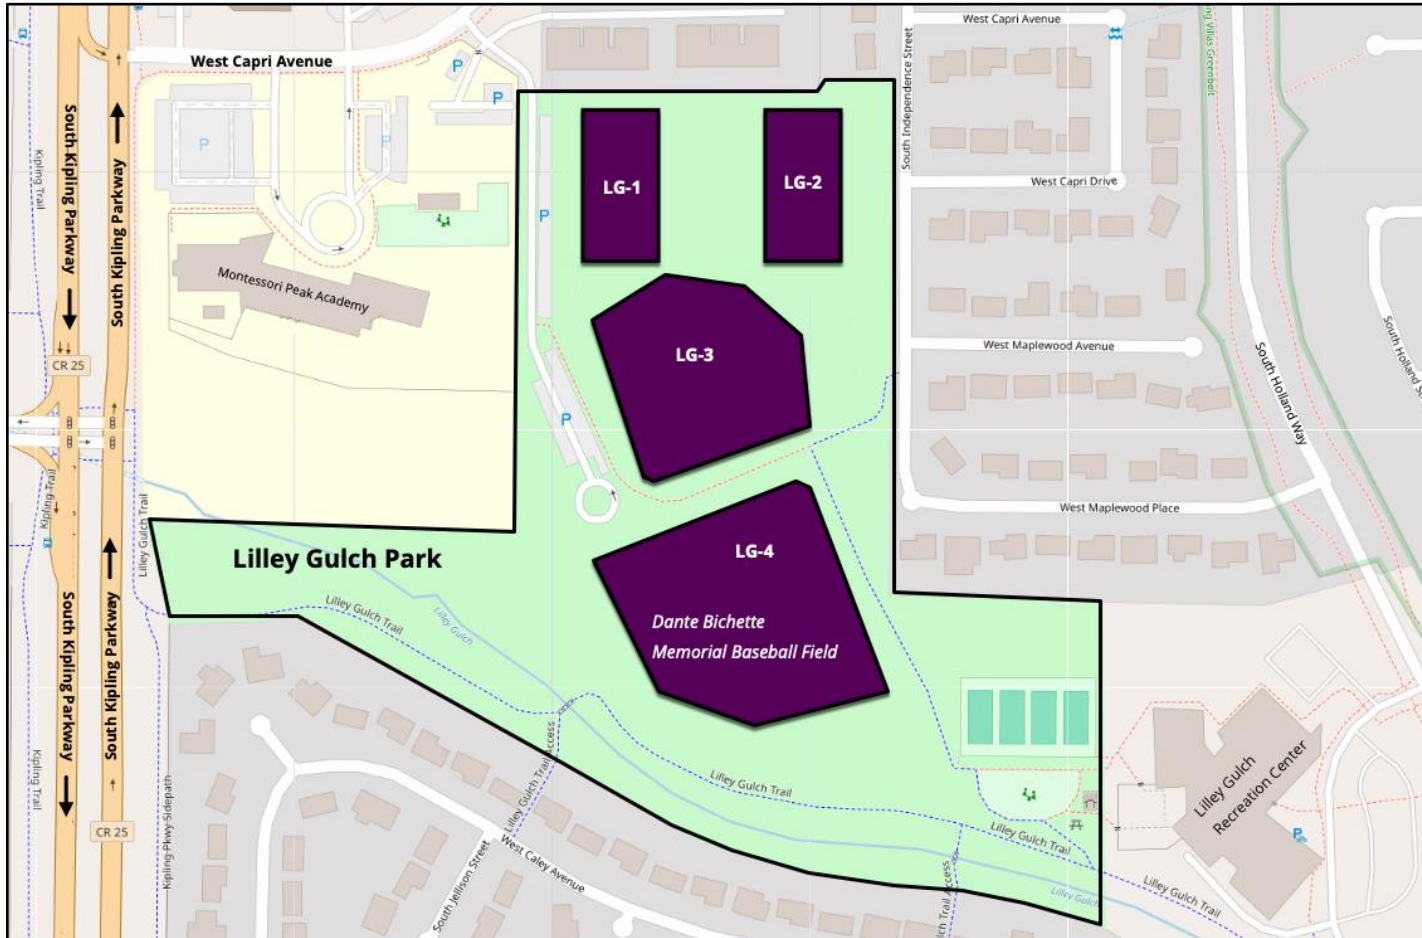 West Capri Avenue
West Capri Avenue
South Independence Street
South Kipling Parkway
South Kipling Parkway
Kipling Trail
P
P
P
P
P
LG-1
LG-2
West Capri Drive
Montessori Peak Academy
LG-3
West Maplewood Avenue
CR 25
South Holland Way
P
Kipling Trail
Lilley Gulch Trail
West Maplewood Place
Lilley Gulch Park
LG-4
Dante Bichette
Memorial Baseball Field
Lilley Gulch Trail
Lilley Gulch
South Kipling Parkway
South Kipling Parkway
Kipling Trail
Kipling Pkwy Sidepath
CR 25
Lilley Gulch Trail Access
Lilley Gulch Trail
Lilley Gulch
Recreation Center
P
Lilley Gulch Trail
West Caley Avenue
South Jellison Street
Trail Access
Lilley Gulch
Lilley Gulch Trail